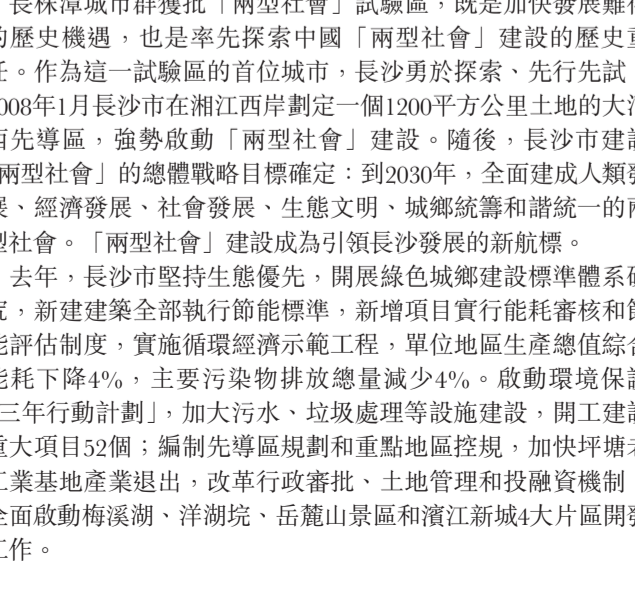 長株潭城市群獲批「兩型社會」試驗區，既是加快發展難得
的歷史機遇，也是率先探索中國「兩型社會」建設的歷史重
任。作為這一試驗區的首位城市，長沙勇於探索、先行先試，
2008年1月長沙市在湘江西岸劃定一個1200平方公里土地的大河
西先導區，強勢啟動「兩型社會」建設。隨後，長沙市建設
「兩型社會」的總體戰略目標確定：到2030年，全面建成人類發
展、經濟發展、社會發展、生態文明、城鄉統籌和諧統一的兩
型社會。「兩型社會」建設成為引領長沙發展的新航標。
去年，長沙市堅持生態優先，開展綠色城鄉建設標準體系研
究，新建建築全部執行節能標準，新增項目實行能耗審核和節
能評估制度，實施循環經濟示範工程，單位地區生產總值綜合
能耗下降4%，主要污染物排放總量減少4%。啟動環境保護
「三年行動計劃」，加大污水、垃圾處理等設施建設，開工建設
重大項目52個；編制先導區規劃和重點地區控規，加快坪塘老
工業基地產業退出，改革行政審批、土地管理和投融資機制，
全面啟動梅溪湖、洋湖垸、岳麓山景區和濱江新城4大片區開發
工作。